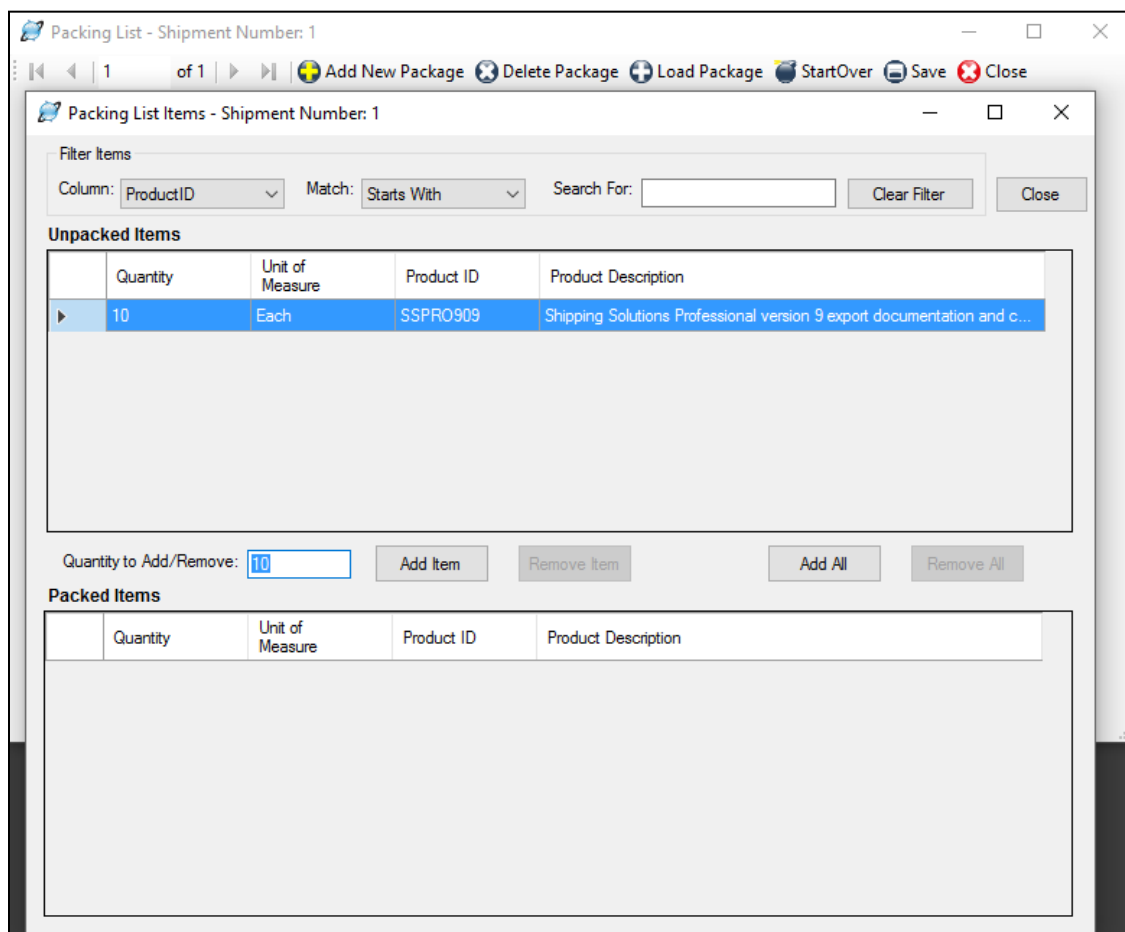 Packing List - Shipment Number: 1
1 of 1 Add New Package Delete Package Load Package StartOver Save Close
Packing List Items - Shipment Number: 1
Filter Items
Column: ProductID Match: Starts With Search For: Clear Filter Close
Unpacked Items
Quantity Unit of Measure Product ID Product Description
10 Each SSPRO909 Shipping Solutions Professional version 9 export documentation and c...
Quantity to Add/Remove: 10 Add Item Remove Item Add All Remove All
Packed Items
Quantity Unit of Measure Product ID Product Description